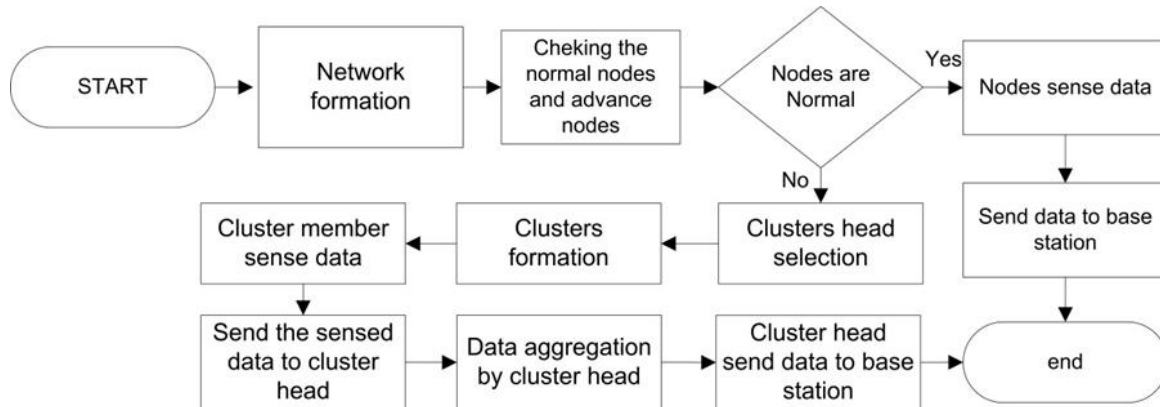 START
Network
formation
Cheking the
normal nodes
and advance
nodes
Nodes are
Normal
Yes
Nodes sense data
No
Send data to base
station
Clusters head
selection
Clusters
formation
Cluster member
sense data
Send the sensed
data to cluster
head
Data aggregation
by cluster head
Cluster head
send data to base
station
end